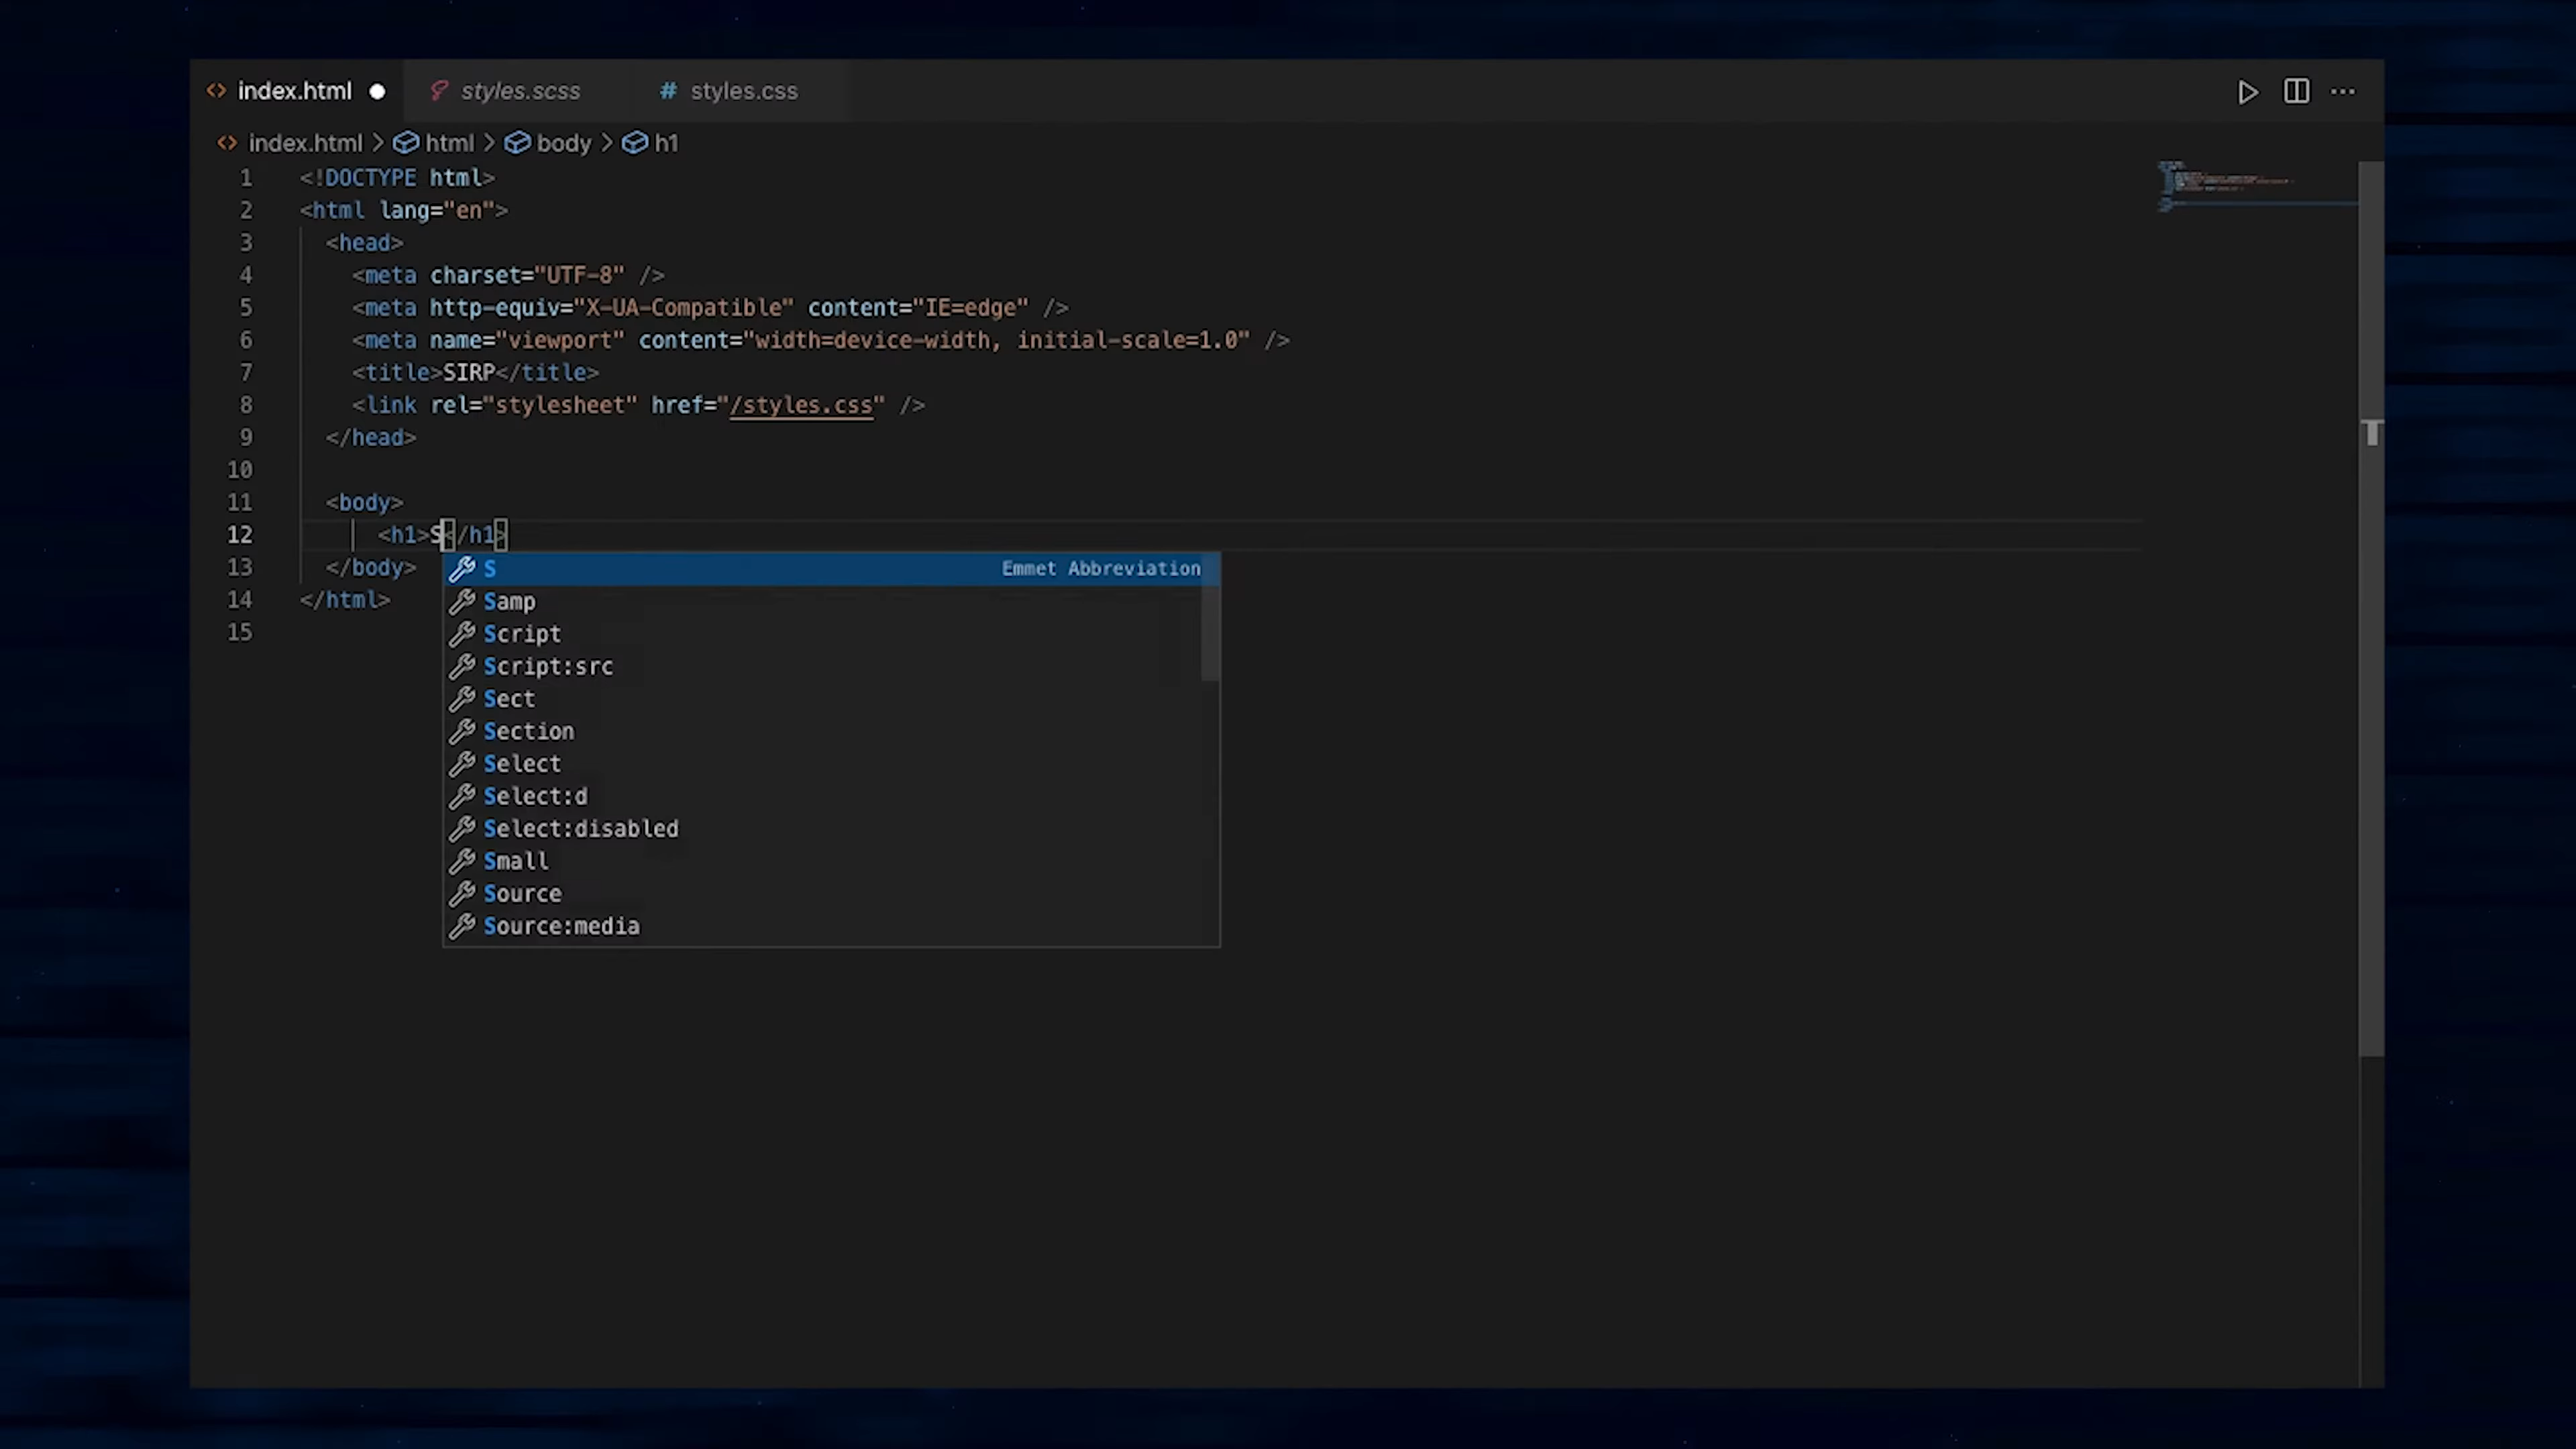 index.html styles.scss # styles.css
index.html > html > body > h1
1 <!DOCTYPE html>
2 <html lang="en">
3 <head>
4 <meta charset="UTF-8" />
5 <meta http-equiv="X-UA-Compatible" content="IE=edge" />
6 <meta name="viewport" content="width=device-width, initial-scale=1.0" />
7 <title>SIRP</title>
8 <link rel="stylesheet" href="/styles.css" />
9 </head>
10
11 <body>
12 <h1>S</h1>
13 </body>
14 </html>
15
S Emmet Abbreviation
Samp
Script
Script:src
Sect
Section
Select
Select:d
Select:disabled
Small
Source
Source:media